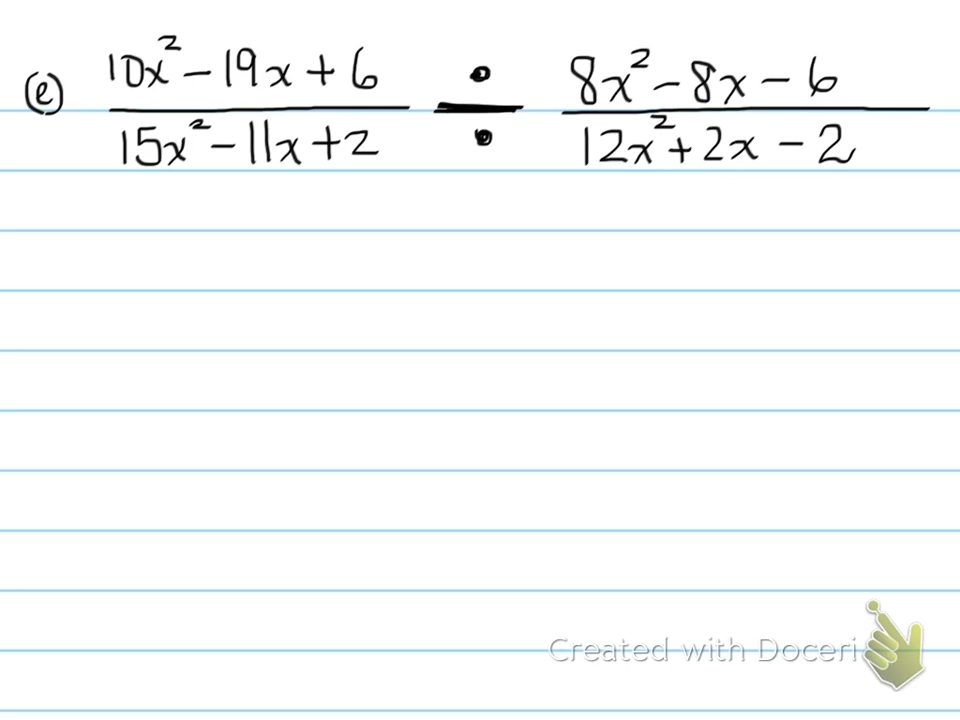 (e) 10x² - 19x + 6 ÷ 8x² - 8x - 6
15x² - 11x + 2 12x² + 2x - 2
Created with Doceri